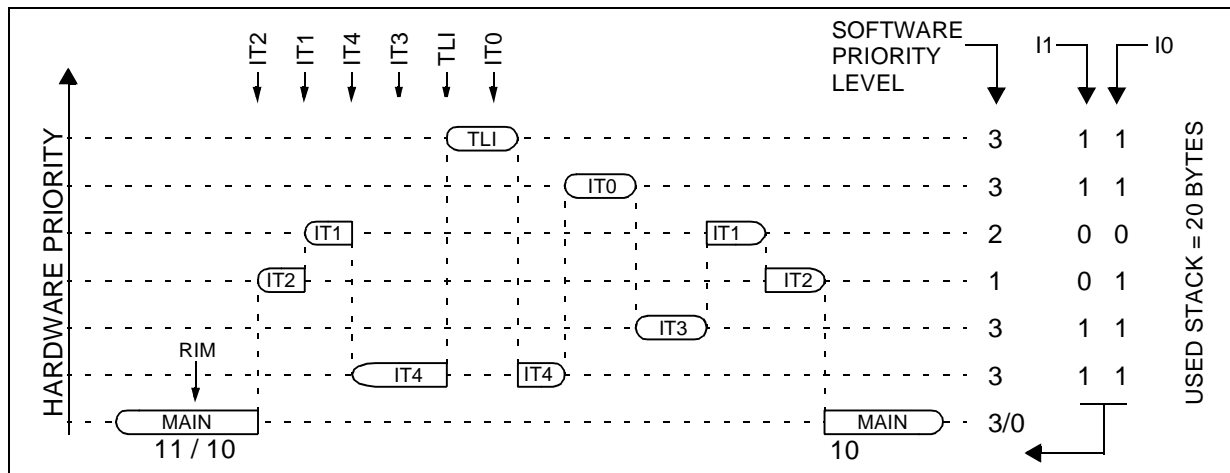 IT2
IT1
IT4
IT3
TLI
IT0
SOFTWARE
PRIORITY
LEVEL
I1
I0
HARDWARE PRIORITY
TLI
3
1 1
IT0
3
1 1
IT1
IT1
2
0 0
IT2
IT2
1
0 1
IT3
3
1 1
RIM
IT4
IT4
3
1 1
MAIN
MAIN
3/0
11 / 10
10
USED STACK = 20 BYTES